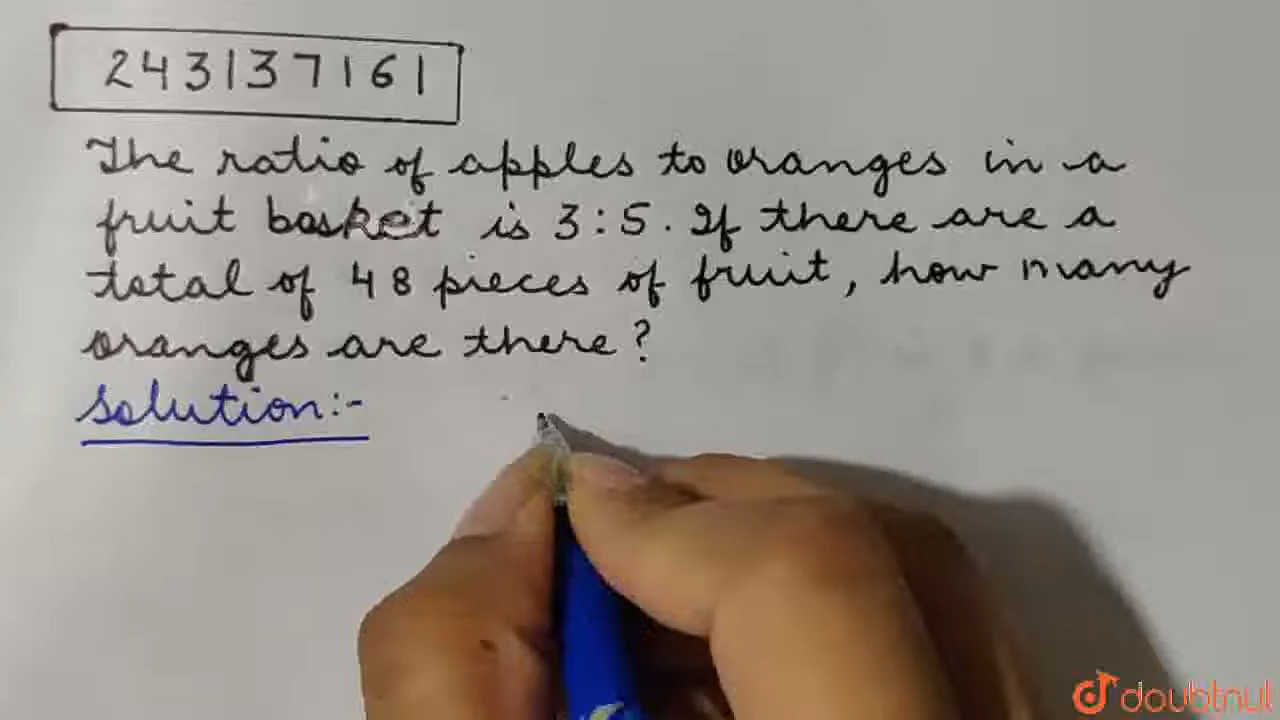 243137161
The ratio of apples to oranges in a
fruit basket is 3:5. If there are a
total of 48 pieces of fruit, how many
oranges are there?
Solution:-
doubtnut